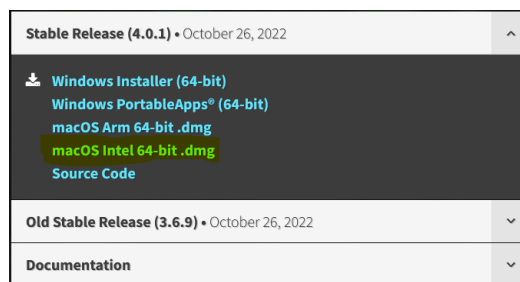 Stable Release (4.0.1) • October 26, 2022
Windows Installer (64-bit)
Windows PortableApps® (64-bit)
macOS Arm 64-bit .dmg
macOS Intel 64-bit .dmg
Source Code
Old Stable Release (3.6.9) • October 26, 2022
Documentation